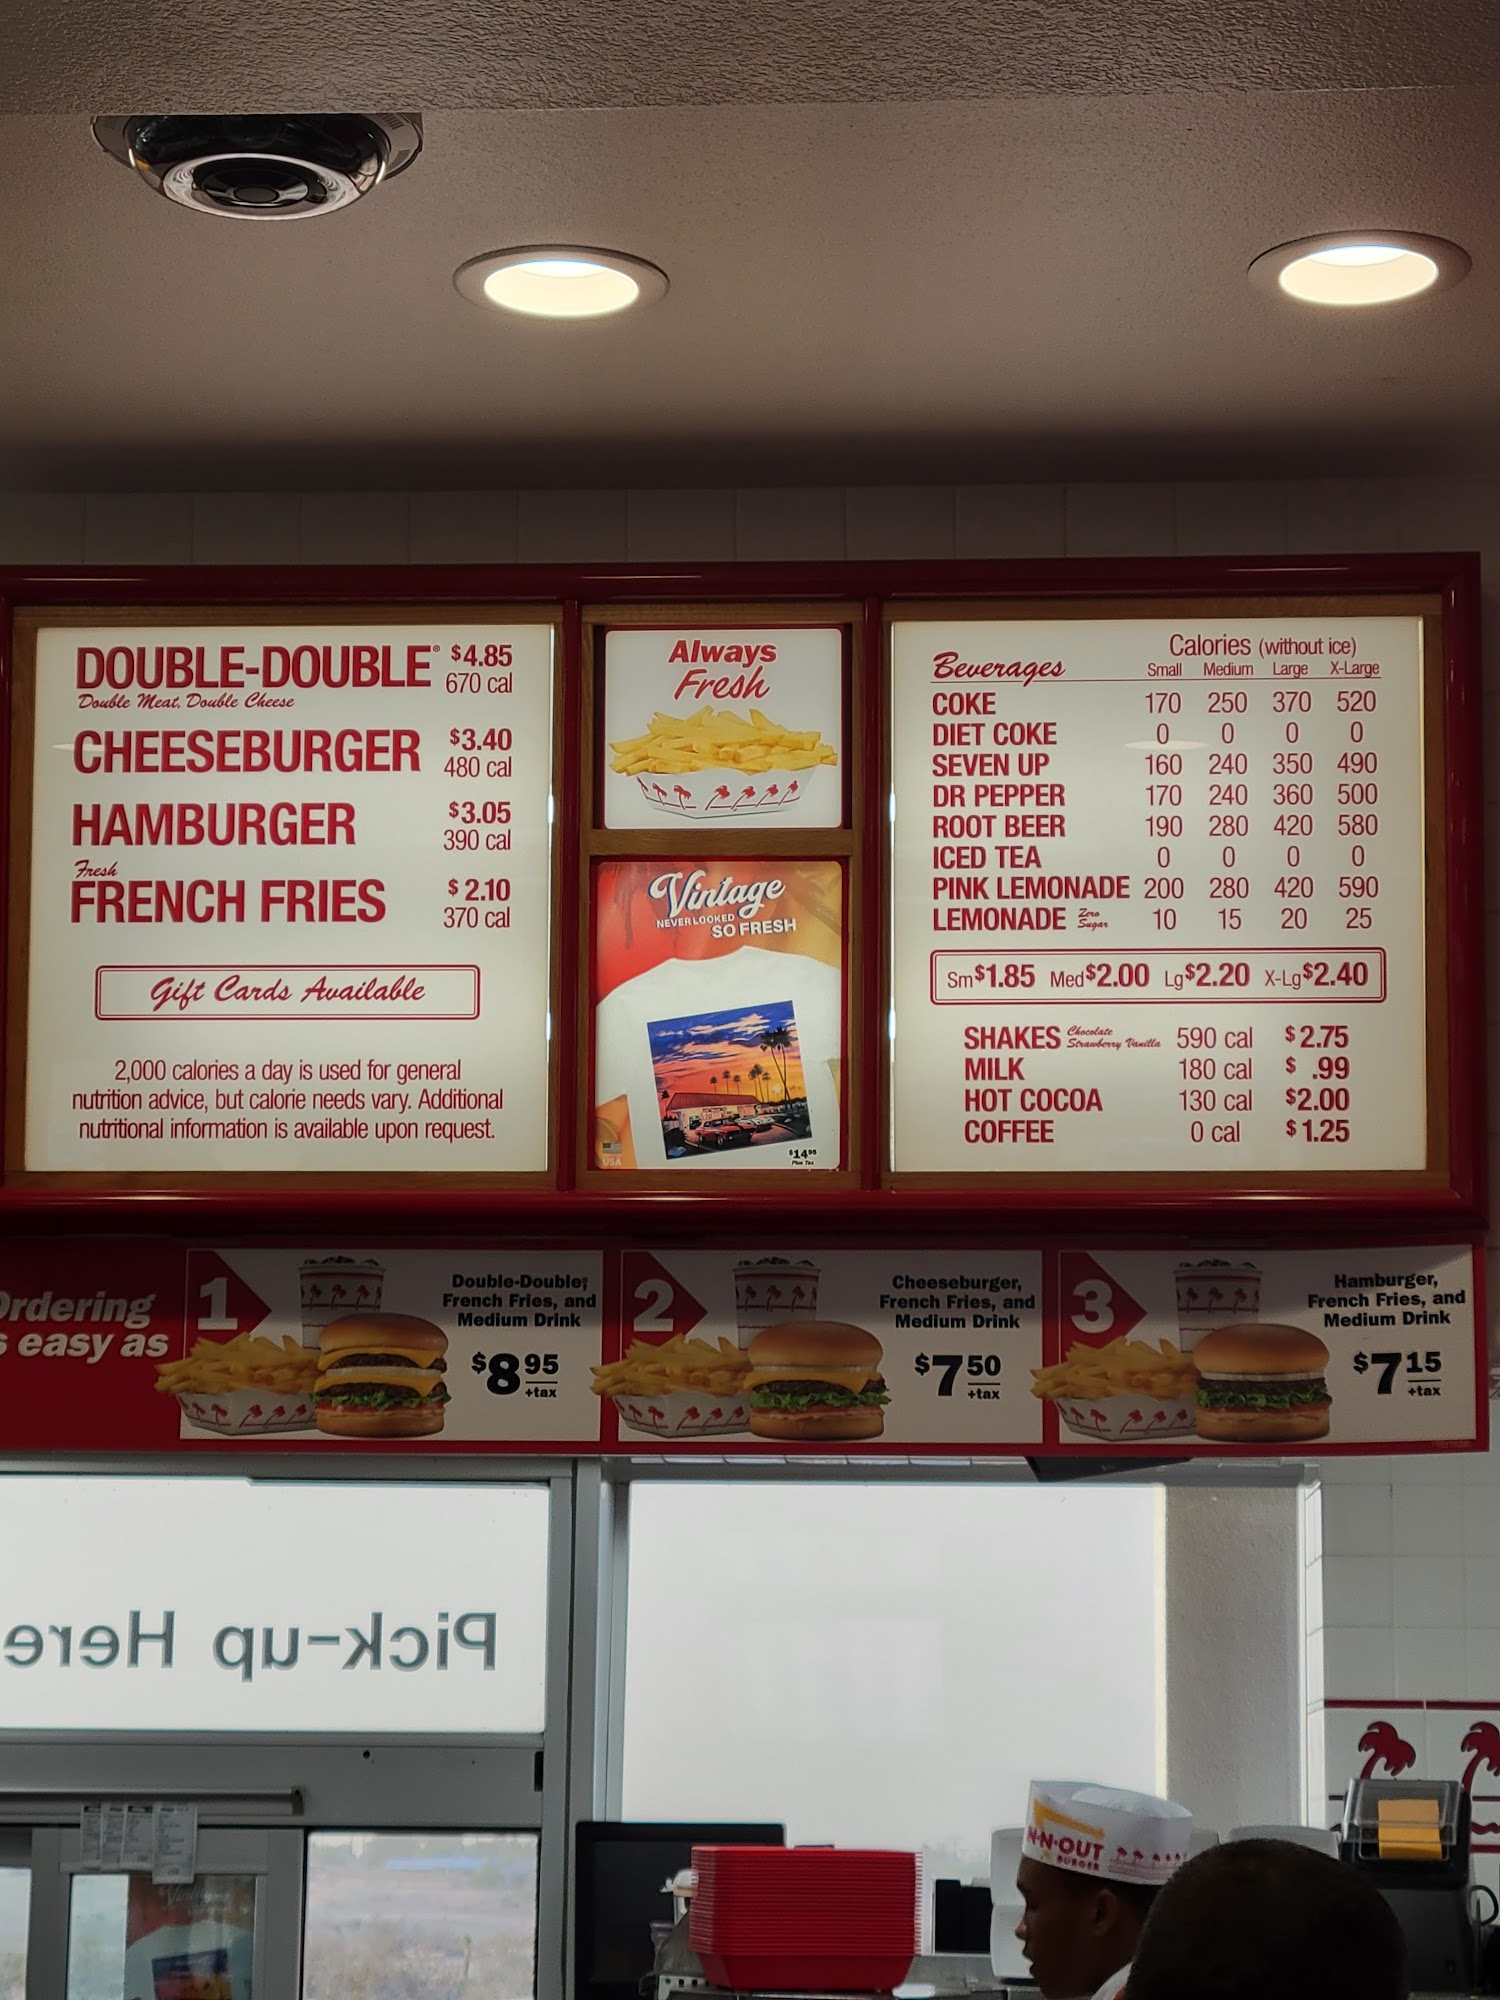 DOUBLE-DOUBLE® $4.85
Double Meat, Double Cheese 670 cal
CHEESEBURGER $3.40
480 cal
HAMBURGER $3.05
390 cal
Fresh
FRENCH FRIES $2.10
370 cal
Gift Cards Available
2,000 calories a day is used for general
nutrition advice, but calorie needs vary. Additional
nutritional information is available upon request.
Always
Fresh
Vintage
NEVER LOOKED
SO FRESH
USA
$14.95
Plus Tax
Calories (without ice)
Beverages Small Medium Large X-Large
COKE 170 250 370 520
DIET COKE 0 0 0 0
SEVEN UP 160 240 350 490
DR PEPPER 170 240 360 500
ROOT BEER 190 280 420 580
ICED TEA 0 0 0 0
PINK LEMONADE 200 280 420 590
LEMONADE Zero Sugar 10 15 20 25
Sm$1.85 Med$2.00 Lg$2.20 X-Lg$2.40
SHAKES Chocolate Strawberry Vanilla 590 cal $2.75
MILK 180 cal $ .99
HOT COCOA 130 cal $2.00
COFFEE 0 cal $1.25
Ordering
s easy as
1
Double-Double,®
French Fries, and
Medium Drink
$8 95
+tax
2
Cheeseburger,
French Fries, and
Medium Drink
$7 50
+tax
3
Hamburger,
French Fries, and
Medium Drink
$7 15
+tax
Pick-up Here
N-N-OUT
BURGER
Vintage